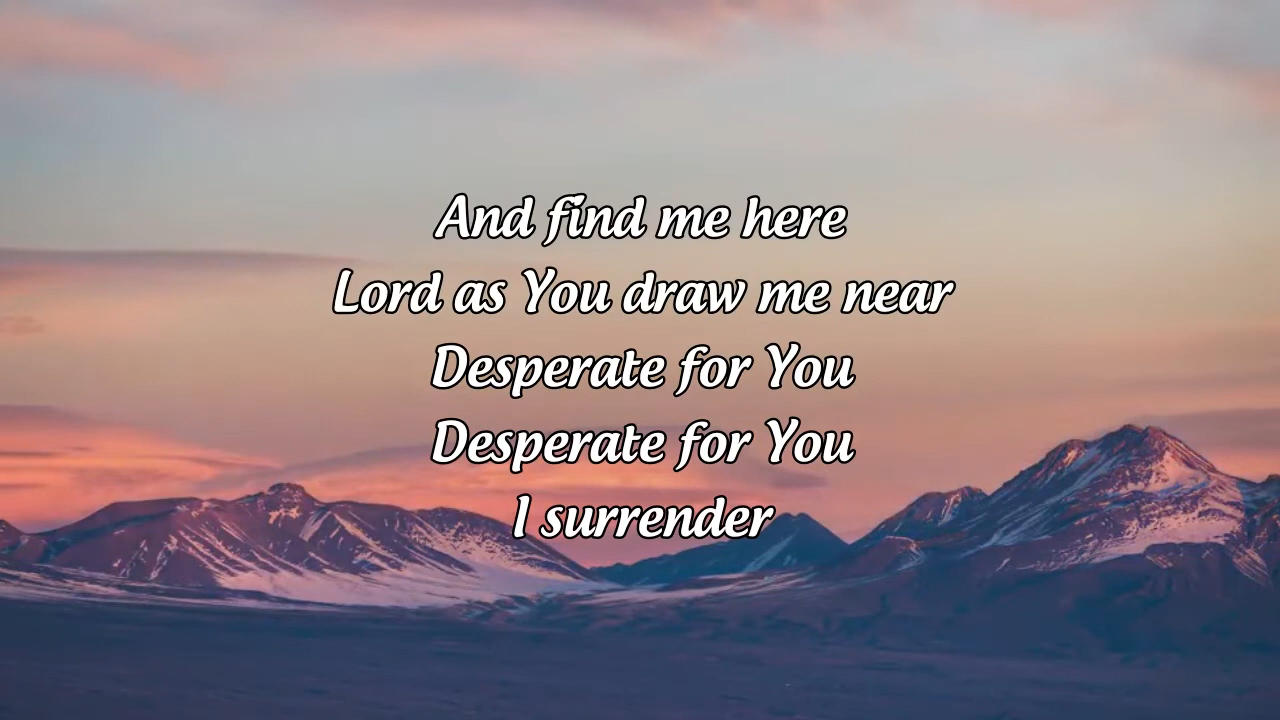 And find me here
Lord as You draw me near
Desperate for You
Desperate for You
I surrender